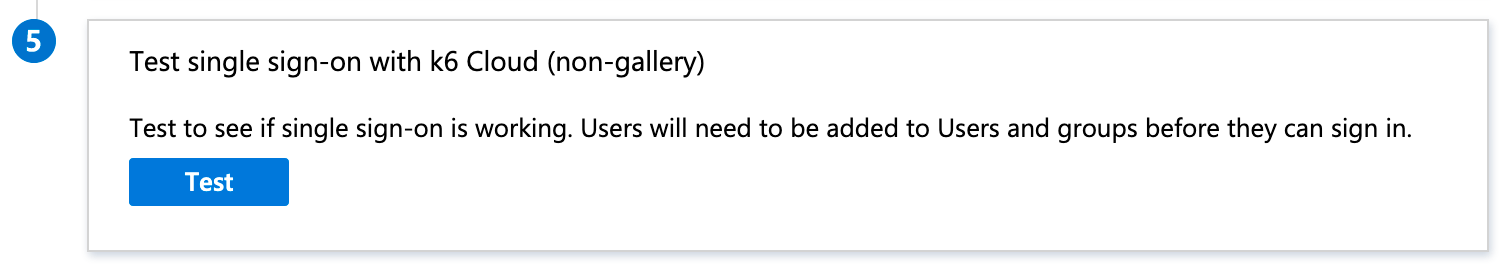 5
Test single sign-on with k6 Cloud (non-gallery)
Test to see if single sign-on is working. Users will need to be added to Users and groups before they can sign in.
Test